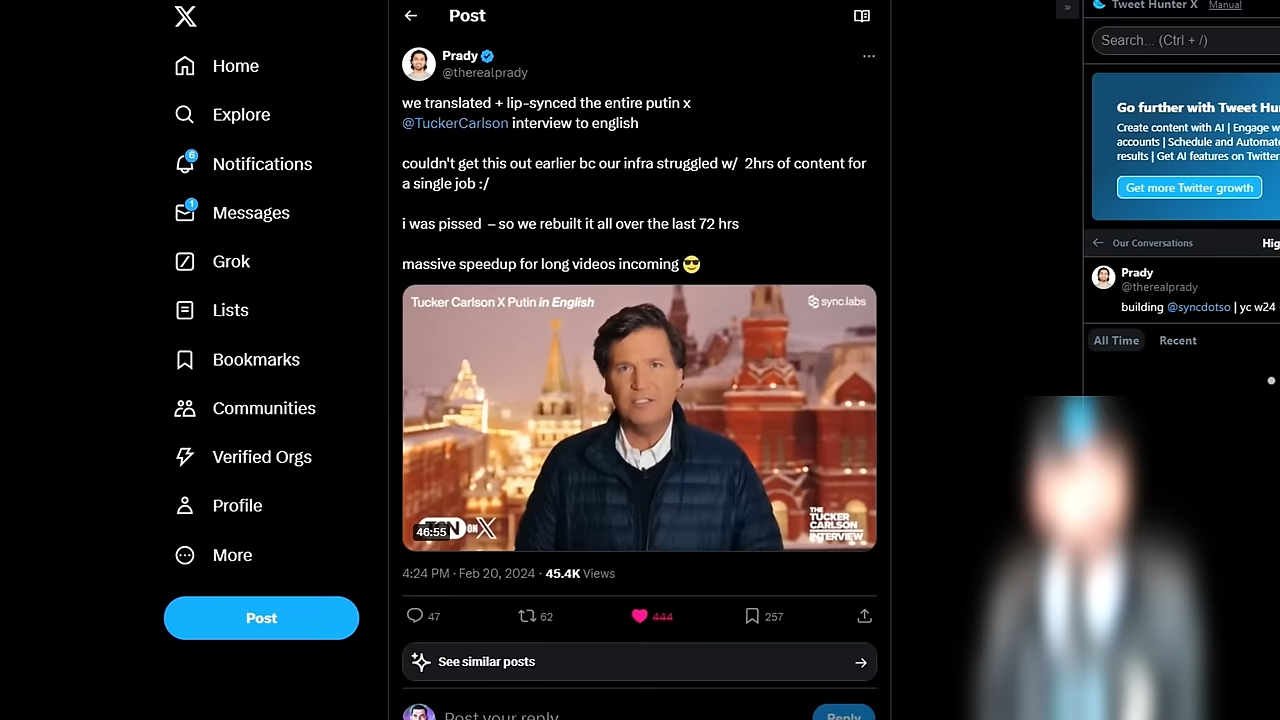 Post
Home
Explore
6
Notifications
1
Messages
Grok
Lists
Bookmarks
Communities
Verified Orgs
Profile
More
Post
Prady
@therealprady
we translated + lip-synced the entire putin x
@TuckerCarlson interview to english
couldn't get this out earlier bc our infra struggled w/ 2hrs of content for
a single job :/
i was pissed – so we rebuilt it all over the last 72 hrs
massive speedup for long videos incoming 😎
Tucker Carlson X Putin in English
sync.labs
46:55
ON X
THE
TUCKER
CARLSON
INTERVIEW
4:24 PM · Feb 20, 2024 · 45.4K Views
47
62
444
257
See similar posts
Post your reply
Reply
»
Tweet Hunter X
Manual
Search... (Ctrl + /)
Go further with Tweet Hu
Create content with AI | Engage w
accounts | Schedule and Automat
results | Get AI features on Twitter
Get more Twitter growth
Our Conversations
Hig
Prady
@therealprady
building @syncdotso | yc w24
All Time
Recent